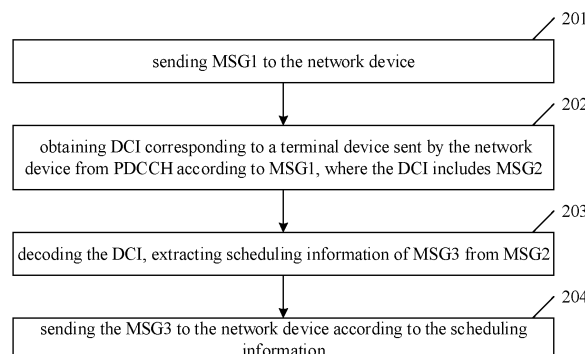 201
sending MSG1 to the network device
202
obtaining DCI corresponding to a terminal device sent by the network
device from PDCCH according to MSG1, where the DCI includes MSG2
203
decoding the DCI, extracting scheduling information of MSG3 from MSG2
204
sending the MSG3 to the network device according to the scheduling
information